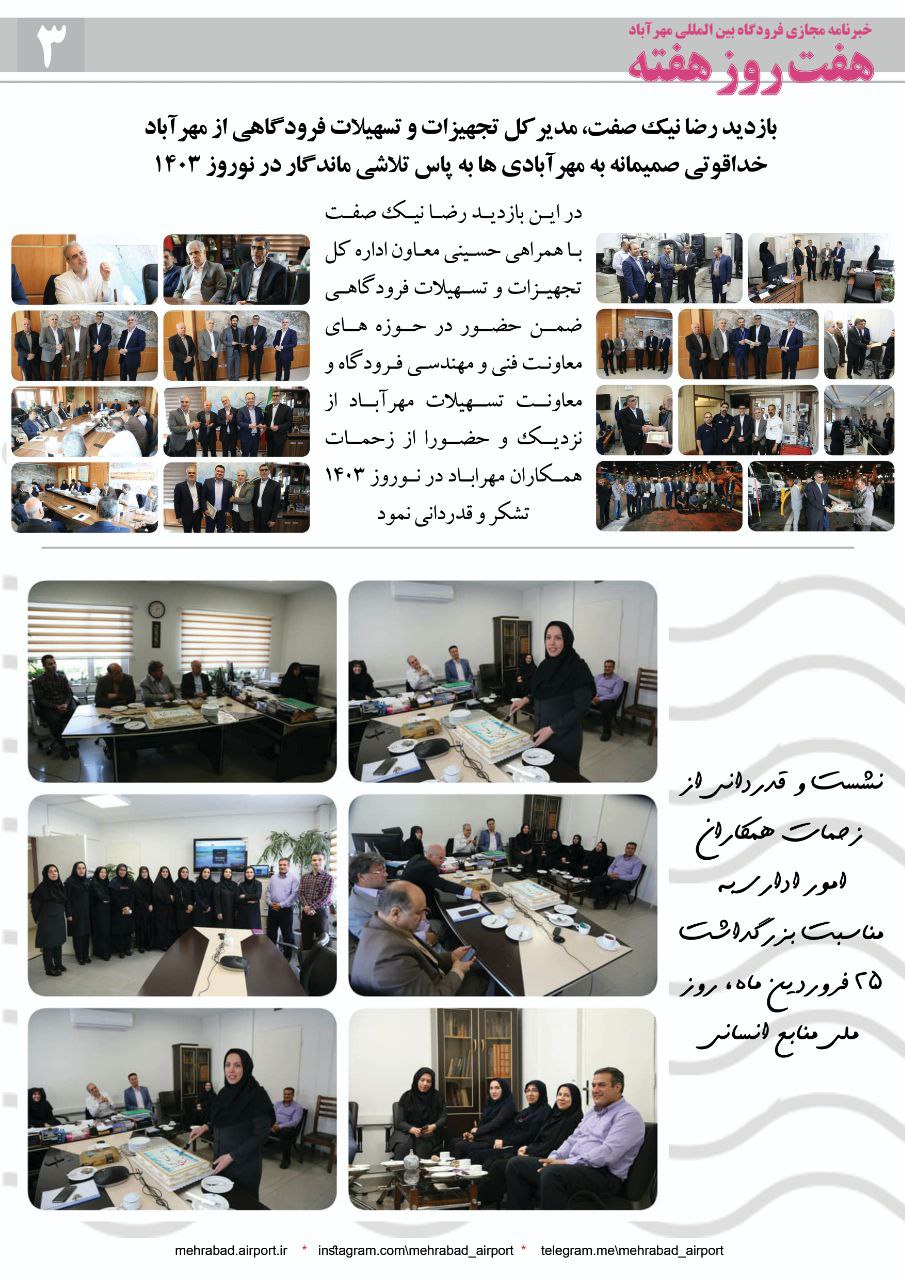 ۳
خبرنامه مجازی فرودگاه بین المللی مهرآباد
هفت روز هفته
بازدید رضا نیک صفت، مدیر کل تجهیزات و تسهیلات فرودگاهی از مهرآباد
خداقوتی صمیمانه به مهرآبادی ها به پاس تلاشی ماندگار در نوروز ۱۴۰۳
در این بازدید رضا نیک صفت
با همراهی حسینی معاون اداره کل
تجهیزات و تسهیلات فرودگاهی
ضمن حضور در حوزه های
معاونت فنی و مهندسی فرودگاه و
معاونت تسهیلات مهرآباد از
نزدیک و حضورا از زحمات
همکاران مهراباد در نوروز ۱۴۰۳
تشکر و قدردانی نمود
نشست و قدردانی از
زحمات همکاران
امور اداری به
مناسبت بزرگداشت
۲۵ فروردین ماه، روز
ملی منابع انسانی
mehrabad.airport.ir * instagram.com\mehrabad_airport * telegram.me\mehrabad_airport